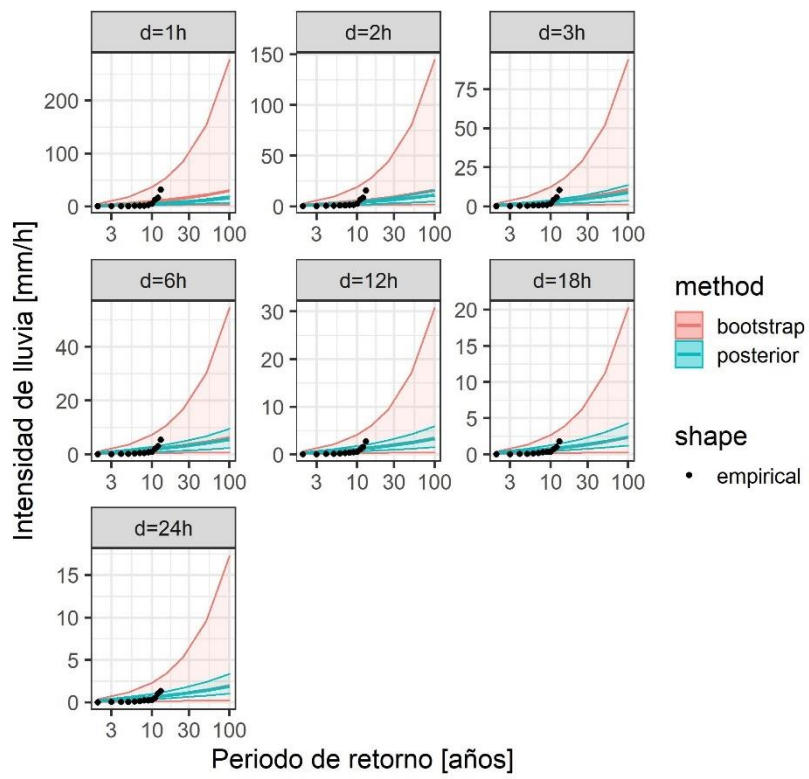 d=1h d=2h d=3h
200
100
0
150
100
50
0
75
50
25
0
3 10 30 100 3 10 30 100 3 10 30 100
d=6h d=12h d=18h
40
20
0
30
20
10
0
20
15
10
5
0
3 10 30 100 3 10 30 100 3 10 30 100
d=24h
15
10
5
0
3 10 30 100
Intensidad de lluvia [mm/h]
Periodo de retorno [años]
method
bootstrap
posterior
shape
empirical